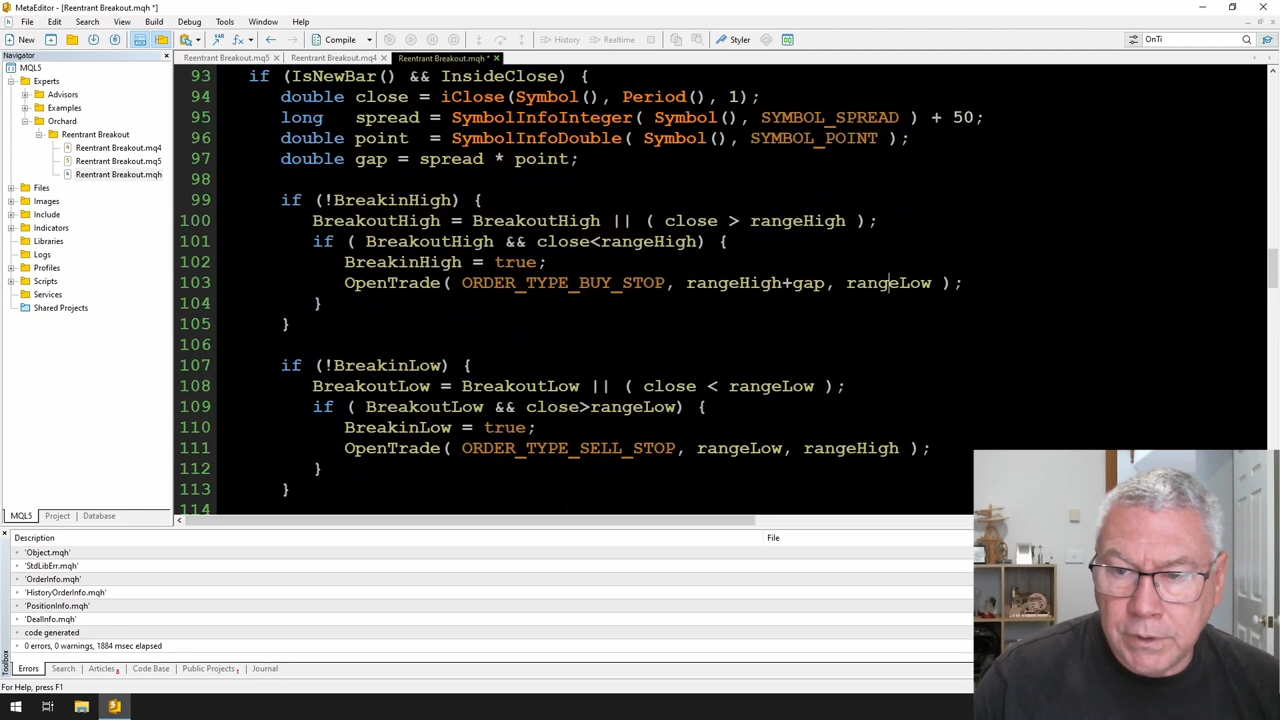 MetaEditor - [Reentrant Breakout.mqh *]
File Edit Search View Build Debug Tools Window Help
New Compile History Realtime Styler OnTi
Navigator
Reentrant Breakout.mq5 Reentrant Breakout.mq4 Reentrant Breakout.mqh *
MQL5
Experts
Advisors
Examples
Orchard
Reentrant Breakout
Reentrant Breakout.mq4
Reentrant Breakout.mq5
Reentrant Breakout.mqh
Files
Images
Include
Indicators
Libraries
Logs
Profiles
Scripts
Services
Shared Projects
MQL5 Project Database
93 if (IsNewBar() && InsideClose) {
94 double close = iClose(Symbol(), Period(), 1);
95 long spread = SymbolInfoInteger( Symbol(), SYMBOL_SPREAD ) + 50;
96 double point = SymbolInfoDouble( Symbol(), SYMBOL_POINT );
97 double gap = spread * point;
98
99 if (!BreakinHigh) {
100 BreakoutHigh = BreakoutHigh || ( close > rangeHigh );
101 if ( BreakoutHigh && close<rangeHigh) {
102 BreakinHigh = true;
103 OpenTrade( ORDER_TYPE_BUY_STOP, rangeHigh+gap, rangeLow );
104 }
105 }
106
107 if (!BreakinLow) {
108 BreakoutLow = BreakoutLow || ( close < rangeLow );
109 if ( BreakoutLow && close>rangeLow) {
110 BreakinLow = true;
111 OpenTrade( ORDER_TYPE_SELL_STOP, rangeLow, rangeHigh );
112 }
113 }
114
Description File
'Object.mqh'
'StdLibErr.mqh'
'OrderInfo.mqh'
'HistoryOrderInfo.mqh'
'PositionInfo.mqh'
'DealInfo.mqh'
code generated
0 errors, 0 warnings, 1884 msec elapsed
Toolbox
Errors Search Articles 8 Code Base Public Projects 1 Journal
For Help, press F1